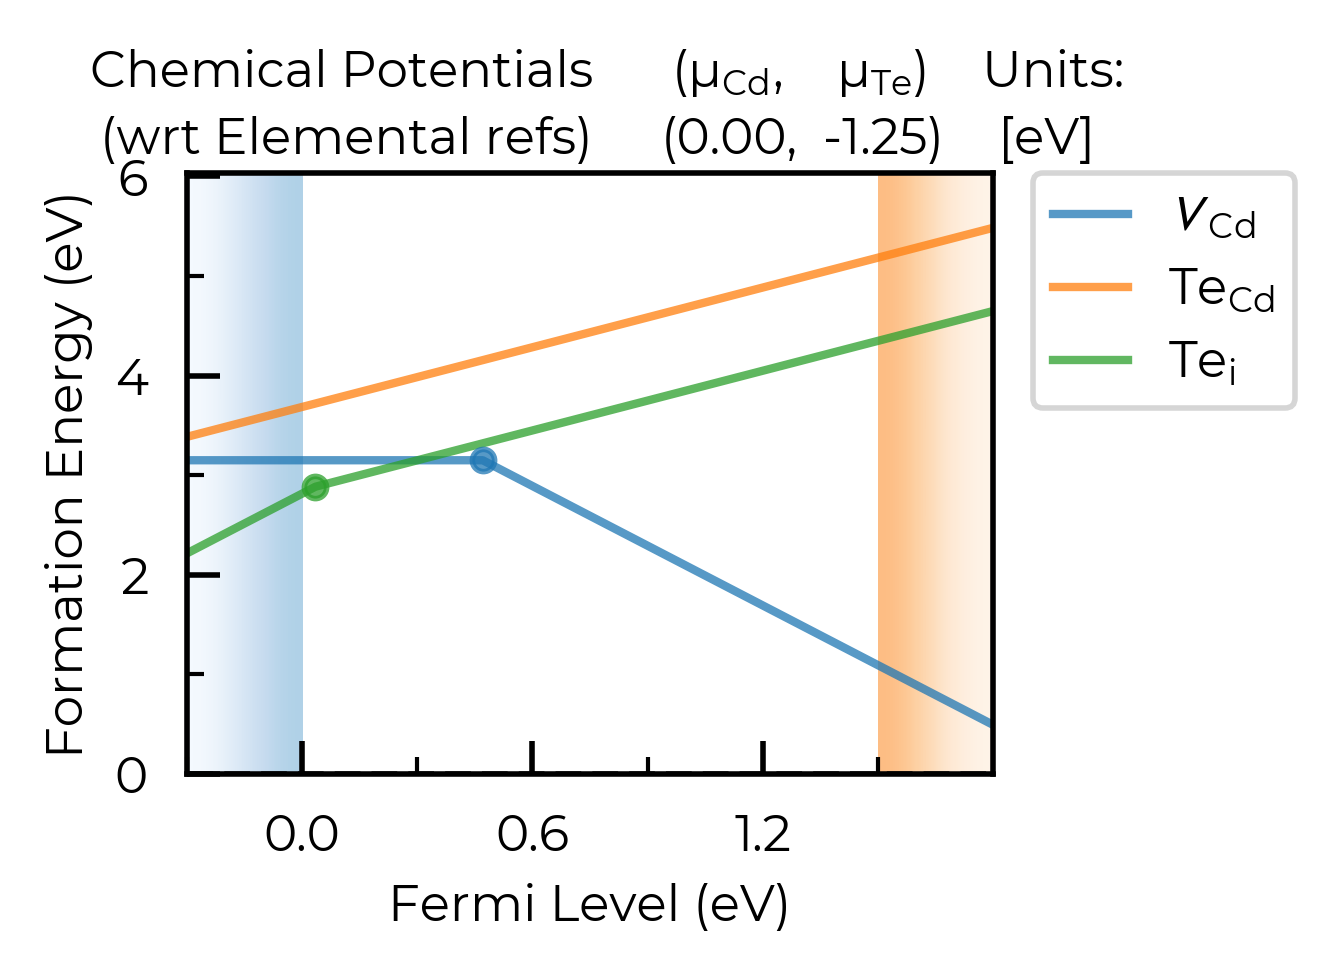 Chemical Potentials (μCd, μTe) Units:
(wrt Elemental refs) (0.00, -1.25) [eV]
Formation Energy (eV)
6
4
2
0
0.0 0.6 1.2
Fermi Level (eV)
VCd
TeCd
Tei